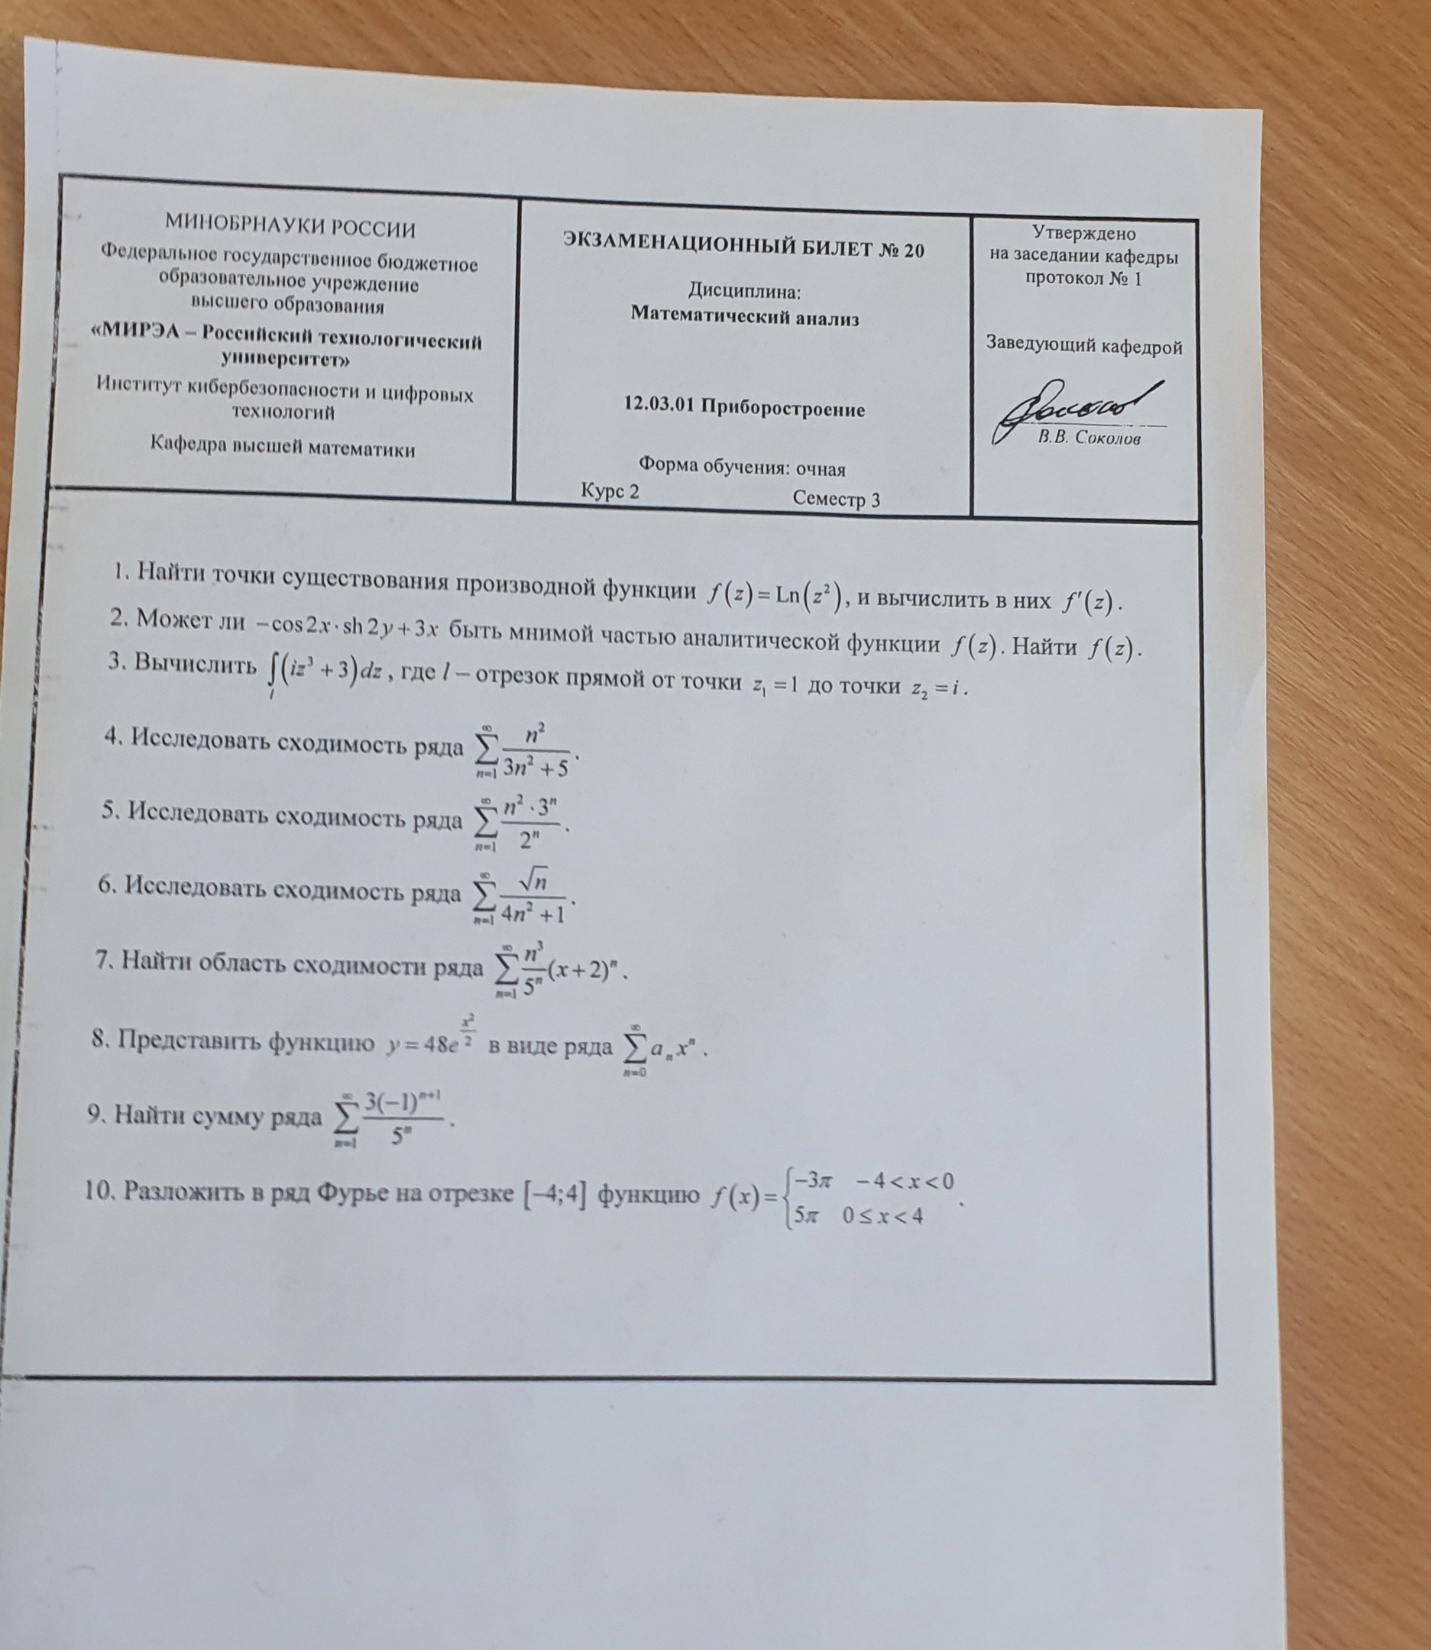 МИНОБРНАУКИ РОССИИ
Федеральное государственное бюджетное
образовательное учреждение
высшего образования
«МИРЭА – Российский технологический
университет»
Институт кибербезопасности и цифровых
технологий
Кафедра высшей математики
ЭКЗАМЕНАЦИОННЫЙ БИЛЕТ № 20
Дисциплина:
Математический анализ
12.03.01 Приборостроение
Форма обучения: очная
Курс 2 Семестр 3
Утверждено
на заседании кафедры
протокол № 1
Заведующий кафедрой
В.В. Соколов
1. Найти точки существования производной функции f(z) = Ln(z²), и вычислить в них f′(z).
2. Может ли −cos 2x · sh 2y + 3x быть мнимой частью аналитической функции f(z). Найти f(z).
3. Вычислить ∫_l (iz³ + 3)dz, где l – отрезок прямой от точки z₁ = 1 до точки z₂ = i.
4. Исследовать сходимость ряда ∑_{n=1}^{∞} n²/(3n² + 5).
5. Исследовать сходимость ряда ∑_{n=1}^{∞} (n² · 3ⁿ)/2ⁿ.
6. Исследовать сходимость ряда ∑_{n=1}^{∞} √n/(4n² + 1).
7. Найти область сходимости ряда ∑_{n=1}^{∞} n³/5ⁿ (x + 2)ⁿ.
8. Представить функцию y = 48e^{x²/2} в виде ряда ∑_{n=0}^{∞} aₙxⁿ.
9. Найти сумму ряда ∑_{n=1}^{∞} 3(−1)^{n+1}/5ⁿ.
10. Разложить в ряд Фурье на отрезке [−4; 4] функцию f(x) = { −3π −4 < x < 0
5π 0 ≤ x < 4 .